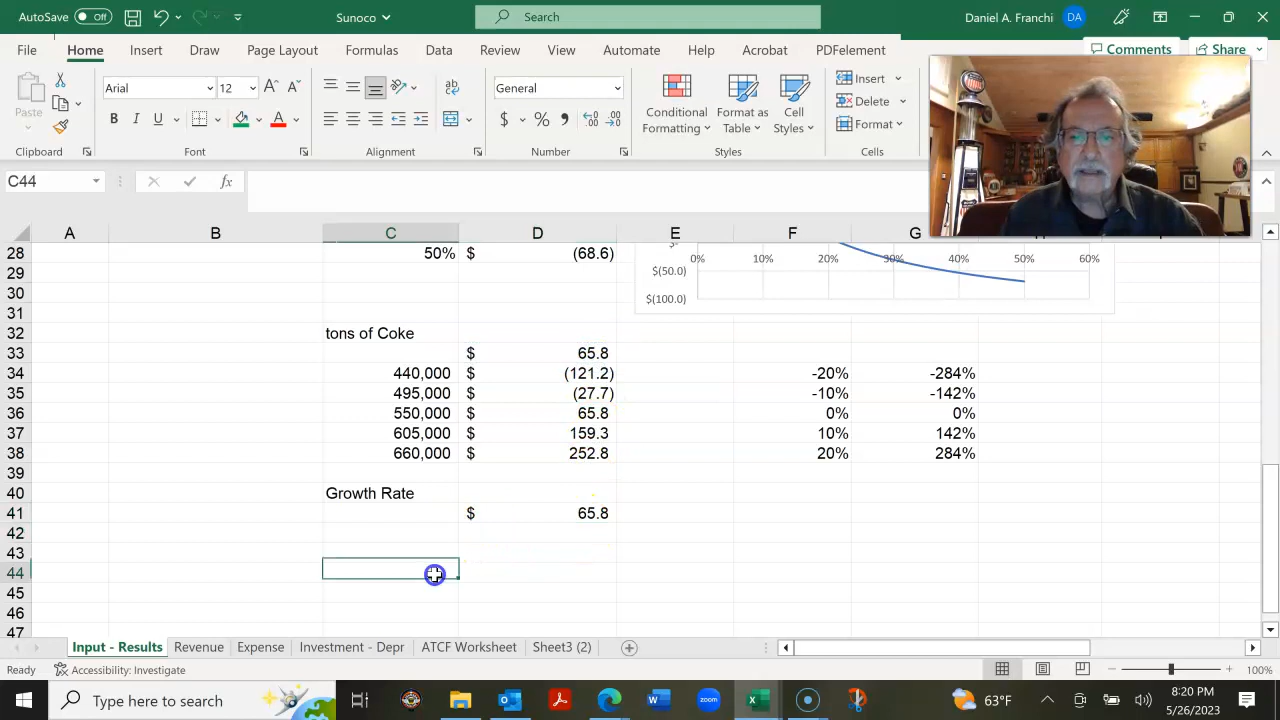 AutoSave Off Sunoco Search Daniel A. Franchi DA
File Home Insert Draw Page Layout Formulas Data Review View Automate Help Acrobat PDFelement Comments Share
Paste Arial 12 General Conditional Formatting Format as Table Cell Styles Insert Delete Format
Clipboard Font Alignment Number Styles Cells
C44 fx
A B C D E F G
28 50% $ (68.6) $- 0% 10% 20% 30% 40% 50% 60%
29 $(50.0)
30 $(100.0)
31
32 tons of Coke
33 $ 65.8
34 440,000 $ (121.2) -20% -284%
35 495,000 $ (27.7) -10% -142%
36 550,000 $ 65.8 0% 0%
37 605,000 $ 159.3 10% 142%
38 660,000 $ 252.8 20% 284%
39
40 Growth Rate
41 $ 65.8
42
43
44
45
46
47
Input - Results Revenue Expense Investment - Depr ATCF Worksheet Sheet3 (2)
Ready Accessibility: Investigate 100%
Type here to search 63°F 8:20 PM
5/26/2023